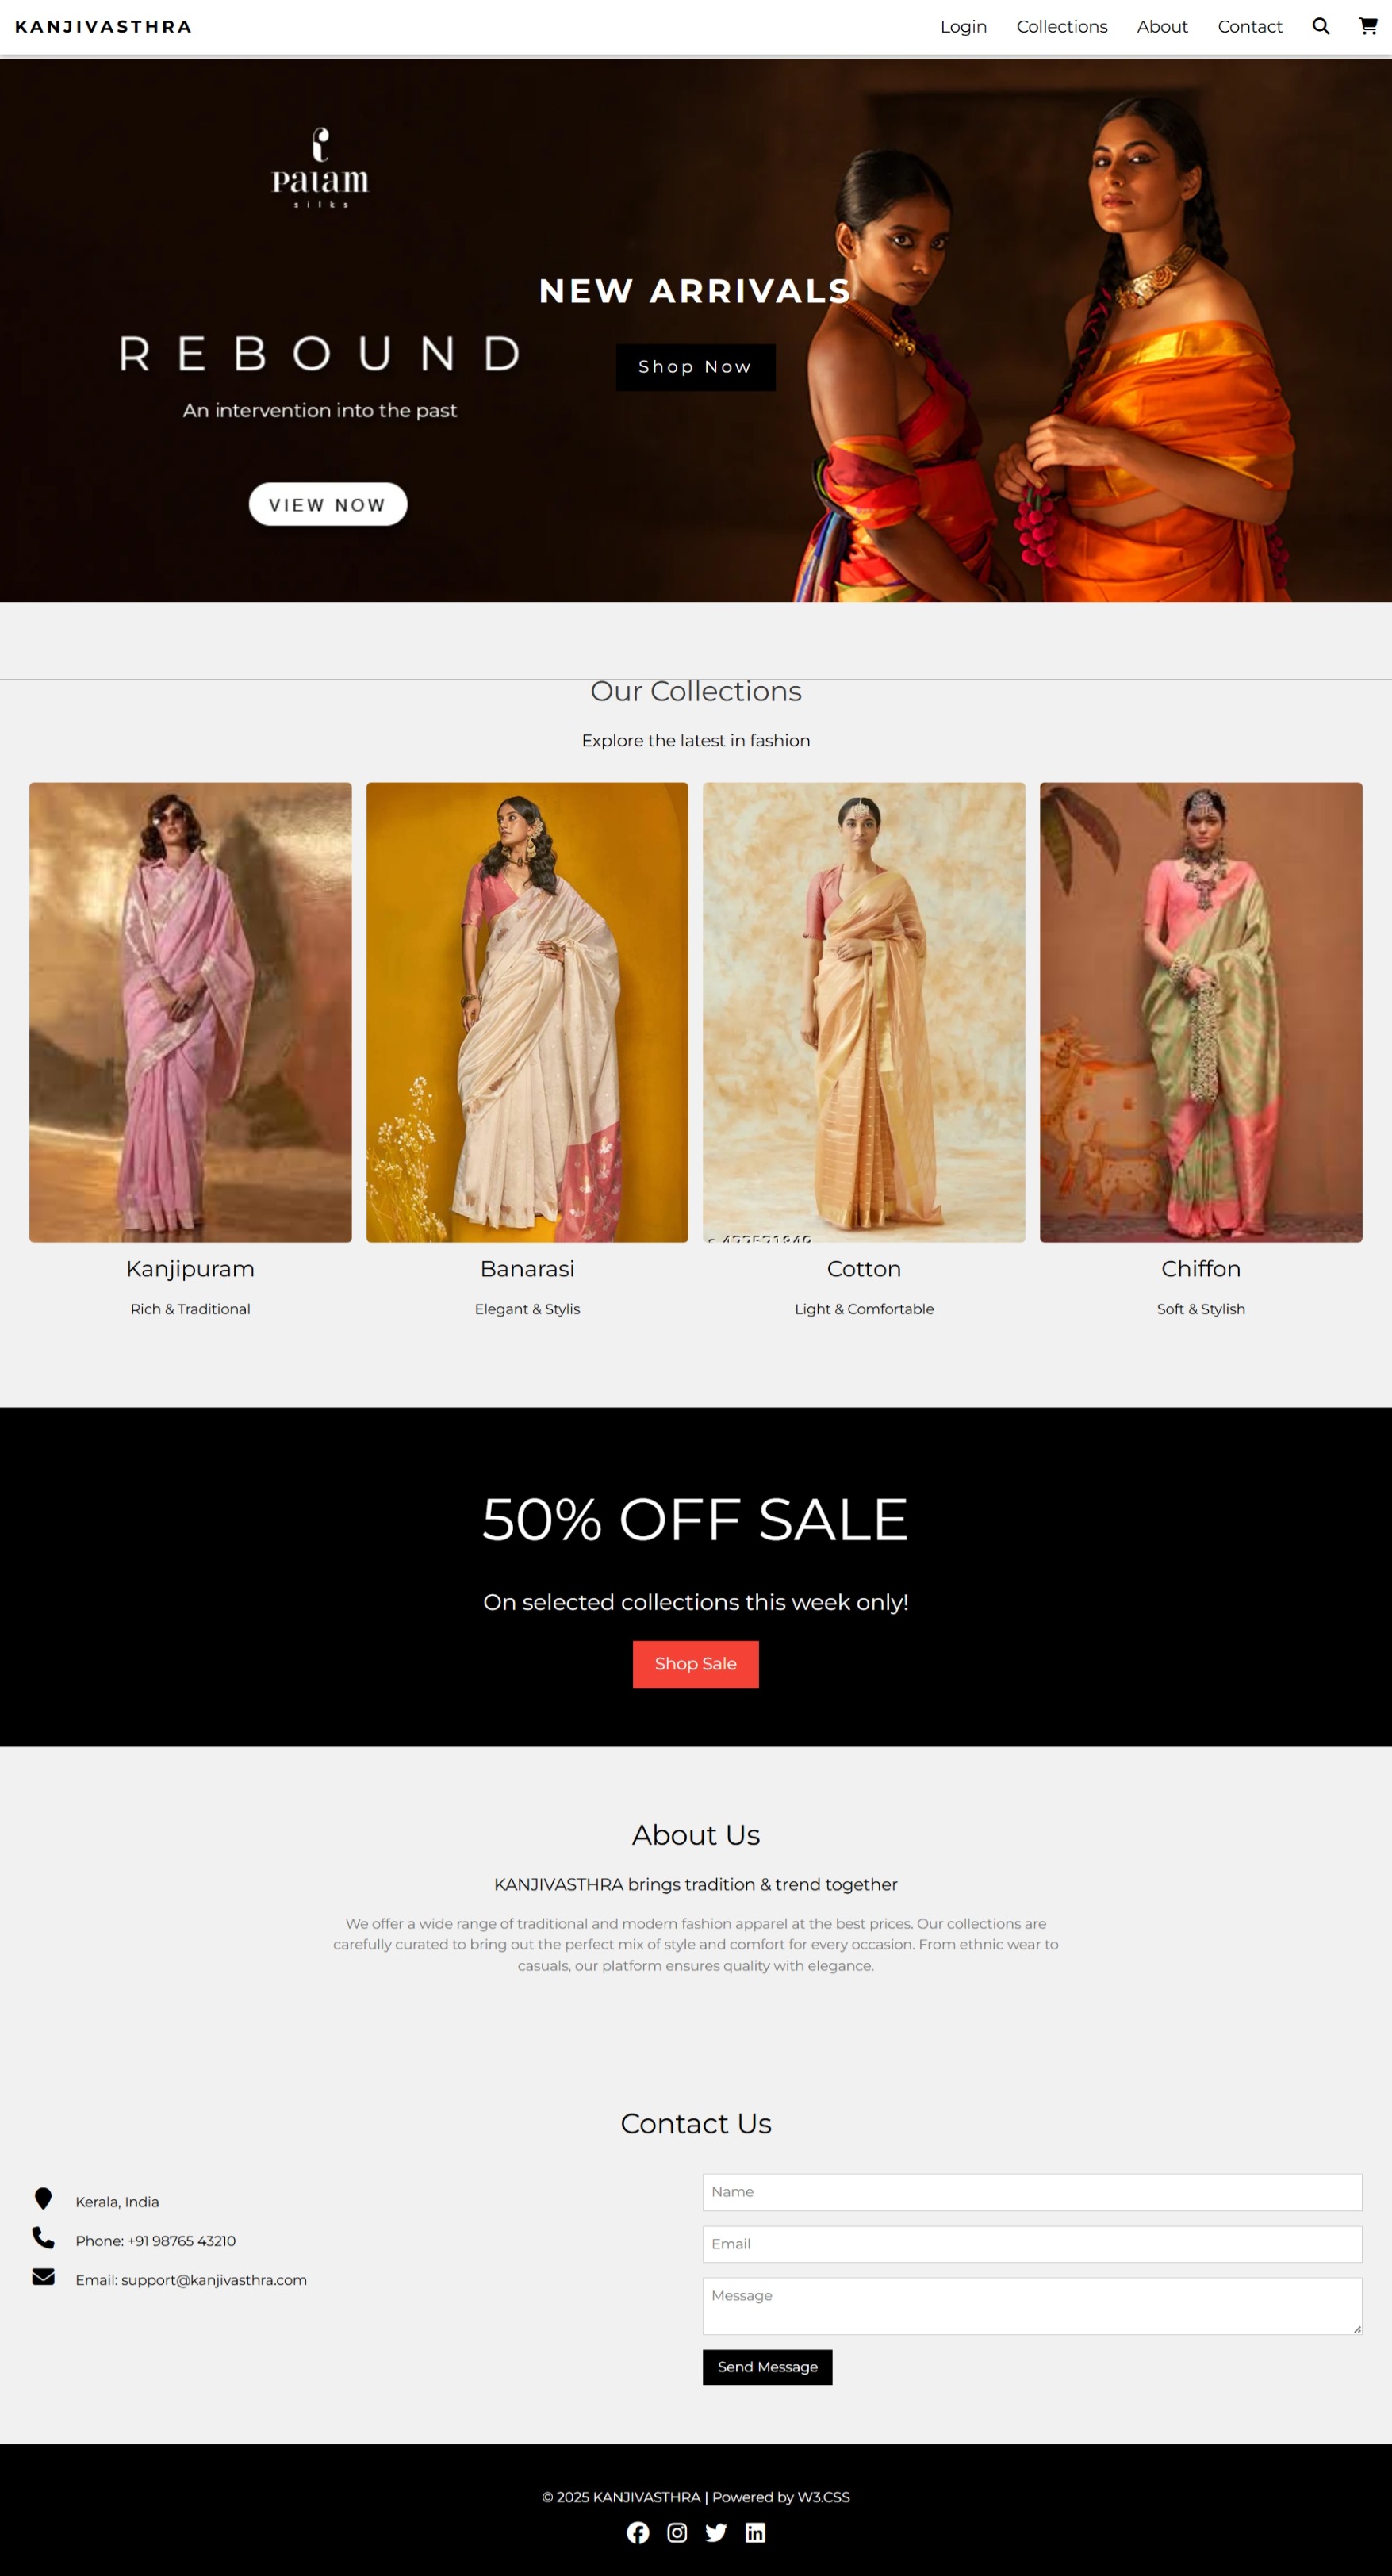 KANJIVASTHRA
Login Collections About Contact
Palam
silks
NEW ARRIVALS
REBOUND
Shop Now
An intervention into the past
VIEW NOW
Our Collections
Explore the latest in fashion
Kanjipuram Banarasi Cotton Chiffon
Rich & Traditional Elegant & Stylis Light & Comfortable Soft & Stylish
50% OFF SALE
On selected collections this week only!
Shop Sale
About Us
KANJIVASTHRA brings tradition & trend together
We offer a wide range of traditional and modern fashion apparel at the best prices. Our collections are
carefully curated to bring out the perfect mix of style and comfort for every occasion. From ethnic wear to
casuals, our platform ensures quality with elegance.
Contact Us
Kerala, India
Phone: +91 98765 43210
Email: support@kanjivasthra.com
Name
Email
Message
Send Message
© 2025 KANJIVASTHRA | Powered by W3.CSS